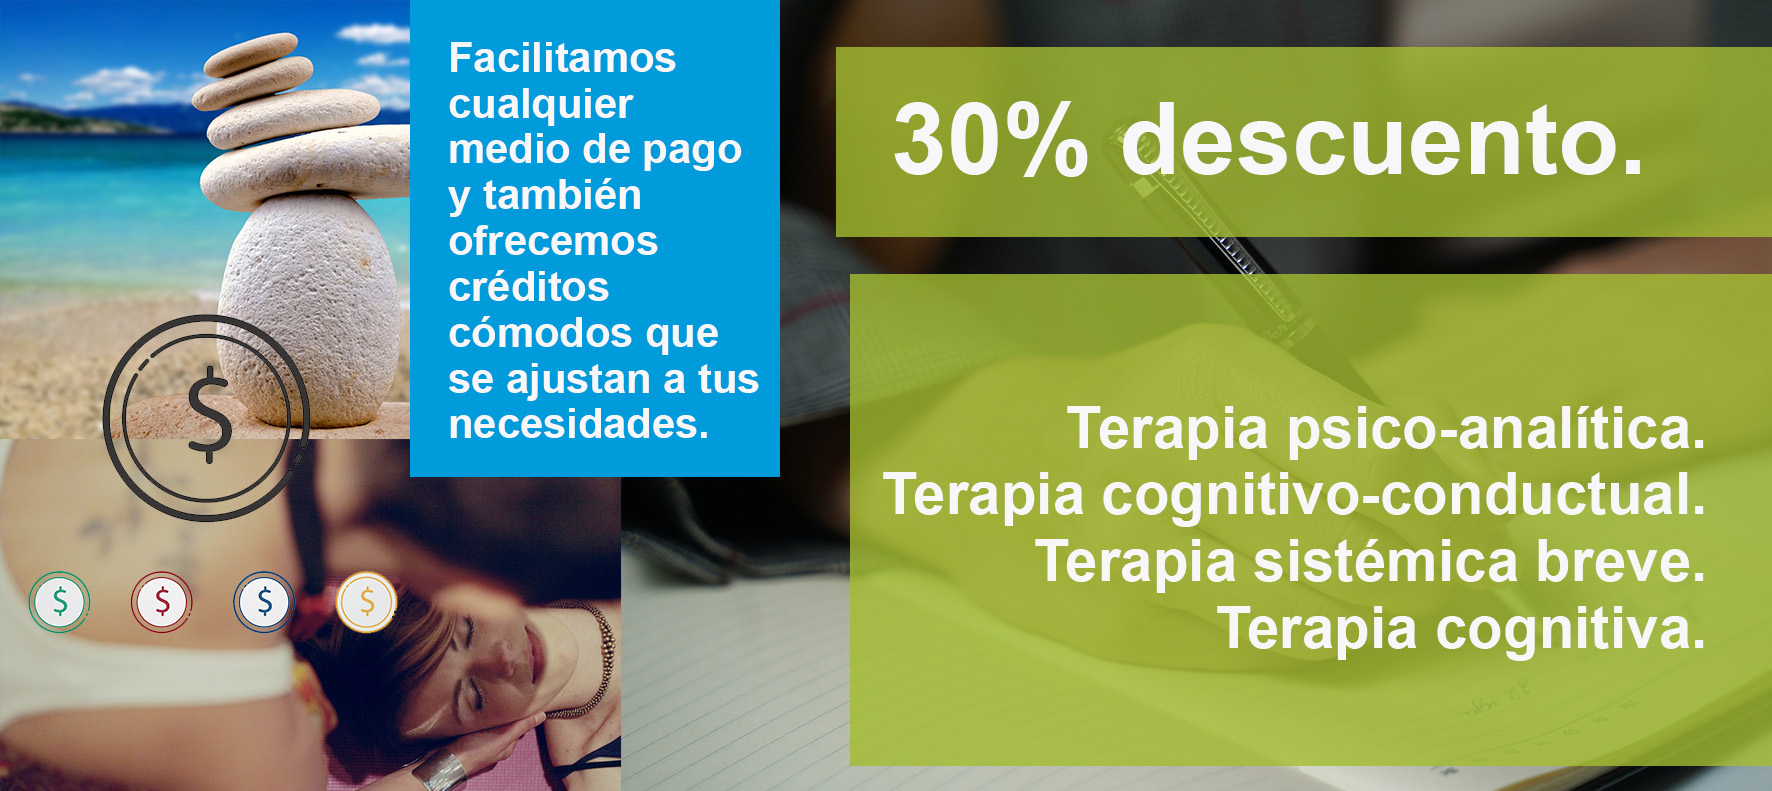 Facilitamos
cualquier
medio de pago
y también
ofrecemos
créditos
cómodos que
se ajustan a tus
necesidades.
30% descuento.
Terapia psico-analítica.
Terapia cognitivo-conductual.
Terapia sistémica breve.
Terapia cognitiva.
$
$
$
$
$